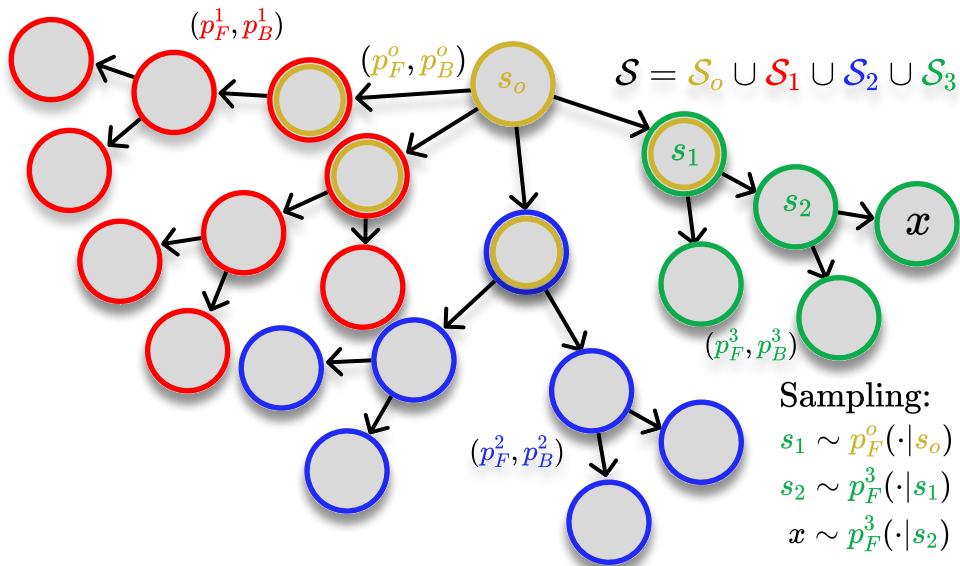 (p_F^1, p_B^1)
(p_F^o, p_B^o)
s_o
𝒮 = 𝒮_o ∪ 𝒮_1 ∪ 𝒮_2 ∪ 𝒮_3
s_1
s_2
x
(p_F^3, p_B^3)
(p_F^2, p_B^2)
Sampling:
s_1 ∼ p_F^o(·|s_o)
s_2 ∼ p_F^3(·|s_1)
x ∼ p_F^3(·|s_2)